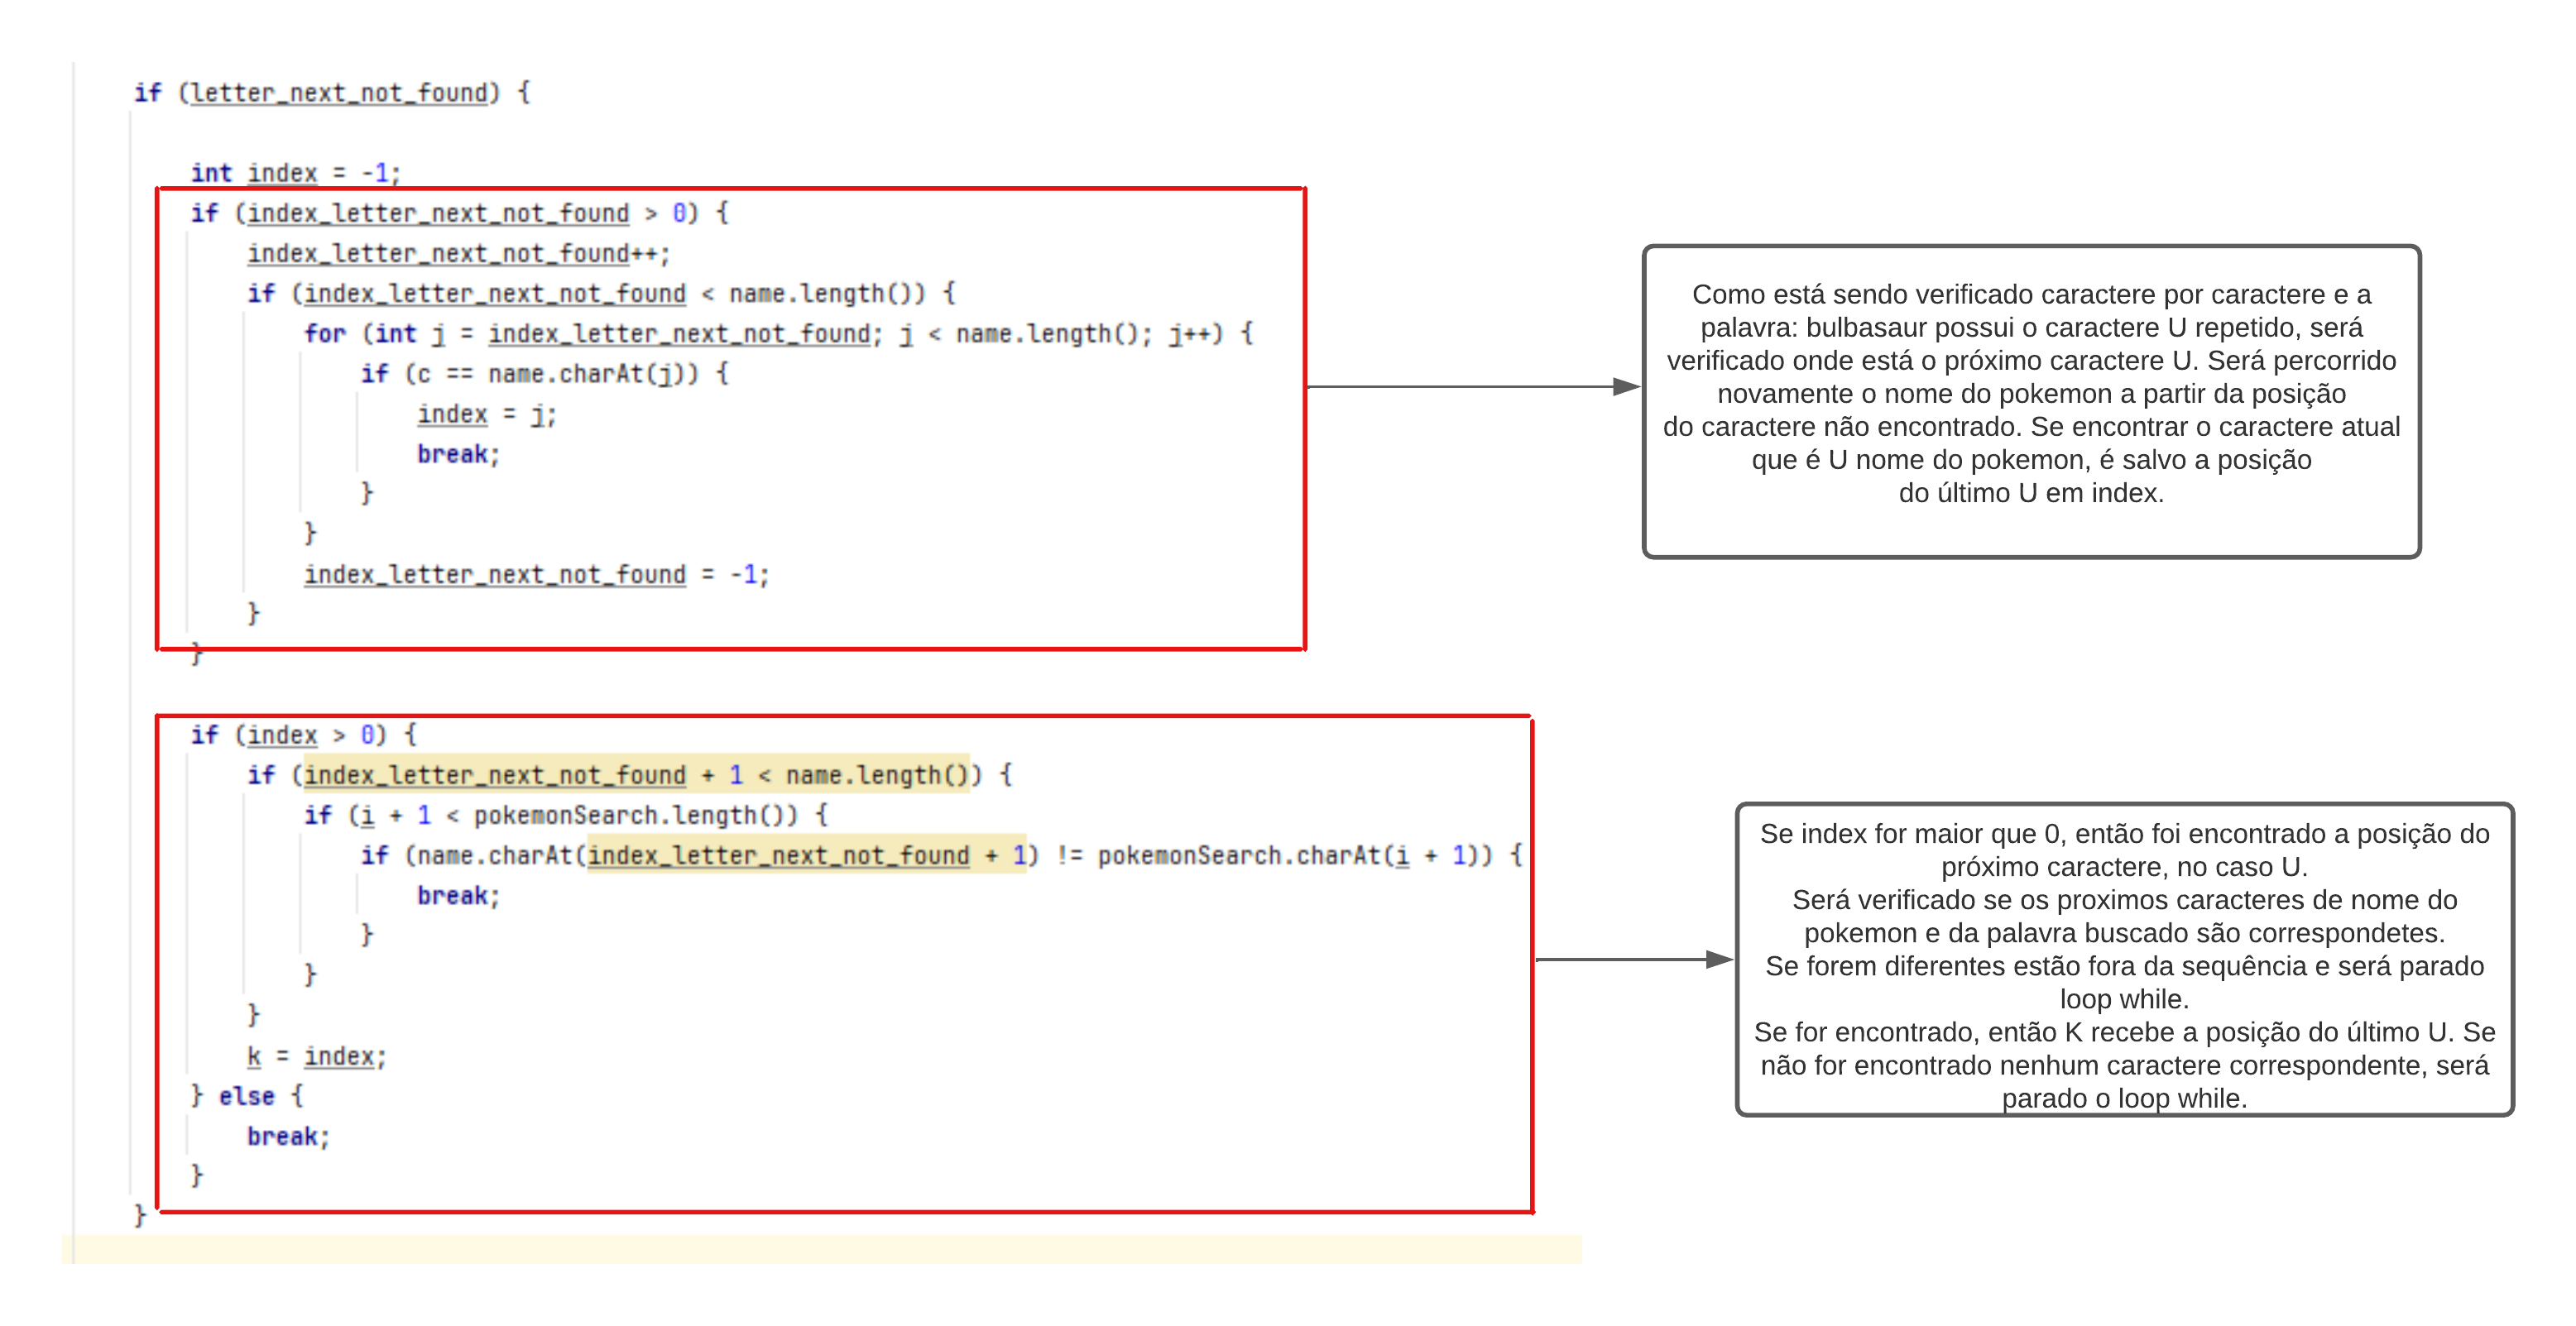 if (letter_next_not_found) {
int index = -1;
if (index_letter_next_not_found > 0) {
index_letter_next_not_found++;
if (index_letter_next_not_found < name.length()) {
for (int j = index_letter_next_not_found; j < name.length(); j++) {
if (c == name.charAt(j)) {
index = j;
break;
}
}
index_letter_next_not_found = -1;
}
}
Como está sendo verificado caractere por caractere e a
palavra: bulbasaur possui o caractere U repetido, será
verificado onde está o próximo caractere U. Será percorrido
novamente o nome do pokemon a partir da posição
do caractere não encontrado. Se encontrar o caractere atual
que é U nome do pokemon, é salvo a posição
do último U em index.
if (index > 0) {
if (index_letter_next_not_found + 1 < name.length()) {
if (i + 1 < pokemonSearch.length()) {
if (name.charAt(index_letter_next_not_found + 1) != pokemonSearch.charAt(i + 1)) {
break;
}
}
}
k = index;
} else {
break;
}
}
Se index for maior que 0, então foi encontrado a posição do
próximo caractere, no caso U.
Será verificado se os proximos caracteres de nome do
pokemon e da palavra buscado são correspondetes.
Se forem diferentes estão fora da sequência e será parado
loop while.
Se for encontrado, então K recebe a posição do último U. Se
não for encontrado nenhum caractere correspondente, será
parado o loop while.